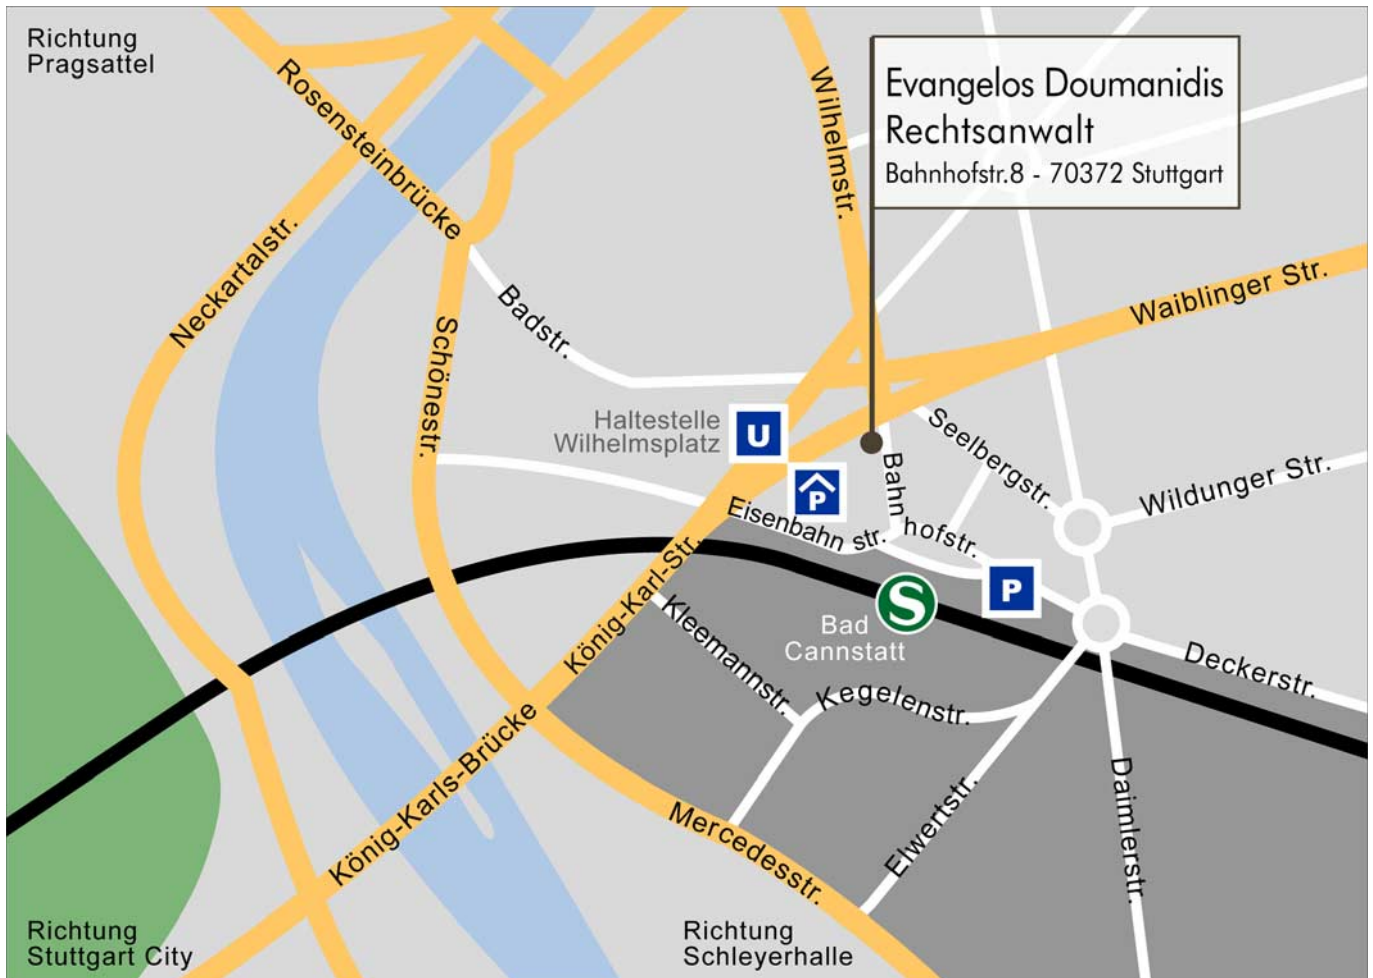 Richtung
Pragsattel
Evangelos Doumanidis
Rechtsanwalt
Bahnhofstr.8 - 70372 Stuttgart
Rosensteinbrücke
Wilhelmstr.
Neckartalstr.
Badstr.
Schönestr.
Waiblinger Str.
Haltestelle
Wilhelmsplatz
U
P
Seelbergstr.
Bahn
hofstr.
Wildunger Str.
Eisenbahn str.
König-Karl-Str.
S
P
Bad
Cannstatt
Kleemannstr.
Kegelenstr.
Deckerstr.
König-Karls-Brücke
Mercedesstr.
Elwertstr.
Daimlerstr.
Richtung
Stuttgart City
Richtung
Schleyerhalle